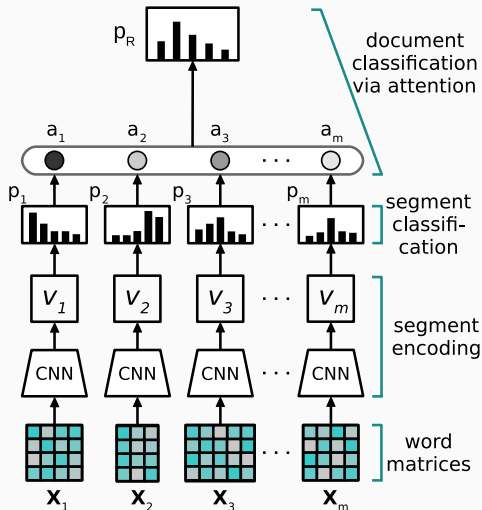 p_R
document
classification
via attention
a_1 a_2 a_3 ... a_m
p_1 p_2 p_3 p_m
...
segment
classifi-
cation
v_1 v_2 v_3 ... v_m
segment
encoding
CNN CNN CNN ... CNN
...
word
matrices
x_1 x_2 x_3 x_m